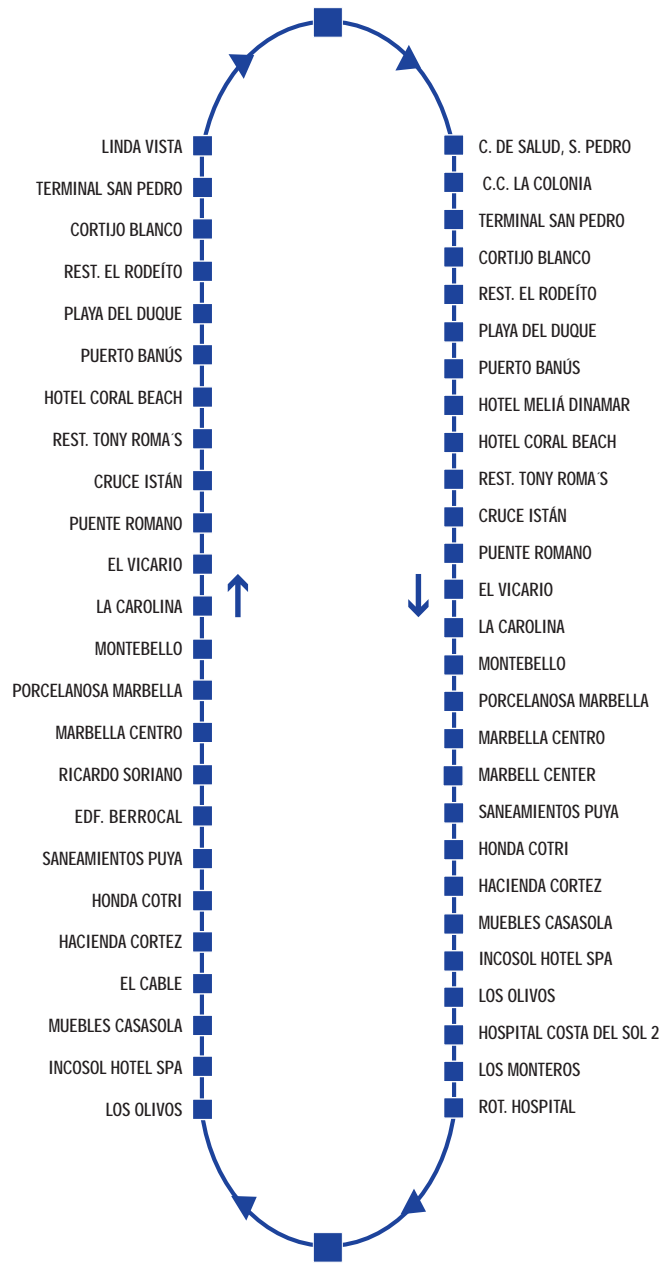 LINDA VISTA
TERMINAL SAN PEDRO
CORTIJO BLANCO
REST. EL RODEÍTO
PLAYA DEL DUQUE
PUERTO BANÚS
HOTEL CORAL BEACH
REST. TONY ROMA´S
CRUCE ISTÁN
PUENTE ROMANO
EL VICARIO
LA CAROLINA
MONTEBELLO
PORCELANOSA MARBELLA
MARBELLA CENTRO
RICARDO SORIANO
EDF. BERROCAL
SANEAMIENTOS PUYA
HONDA COTRI
HACIENDA CORTEZ
EL CABLE
MUEBLES CASASOLA
INCOSOL HOTEL SPA
LOS OLIVOS
C. DE SALUD, S. PEDRO
C.C. LA COLONIA
TERMINAL SAN PEDRO
CORTIJO BLANCO
REST. EL RODEÍTO
PLAYA DEL DUQUE
PUERTO BANÚS
HOTEL MELIÁ DINAMAR
HOTEL CORAL BEACH
REST. TONY ROMA´S
CRUCE ISTÁN
PUENTE ROMANO
EL VICARIO
LA CAROLINA
MONTEBELLO
PORCELANOSA MARBELLA
MARBELLA CENTRO
MARBELL CENTER
SANEAMIENTOS PUYA
HONDA COTRI
HACIENDA CORTEZ
MUEBLES CASASOLA
INCOSOL HOTEL SPA
LOS OLIVOS
HOSPITAL COSTA DEL SOL 2
LOS MONTEROS
ROT. HOSPITAL